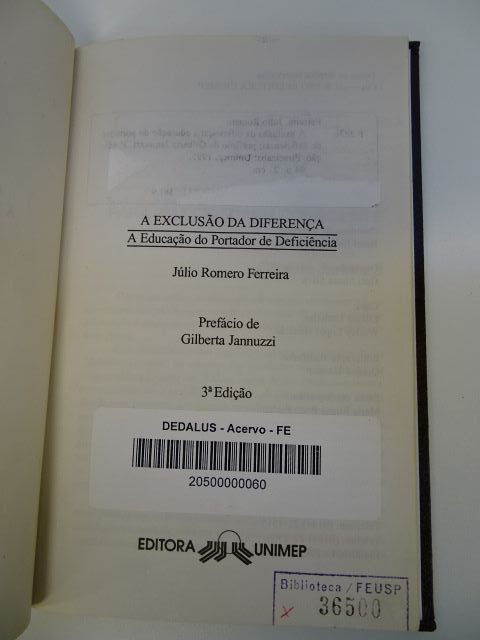 A EXCLUSÃO DA DIFERENÇA
A Educação do Portador de Deficiência
Júlio Romero Ferreira
Prefácio de
Gilberta Jannuzzi
3ª Edição
DEDALUS - Acervo - FE
20500000060
EDITORA UNIMEP
Biblioteca / FEUSP
36500